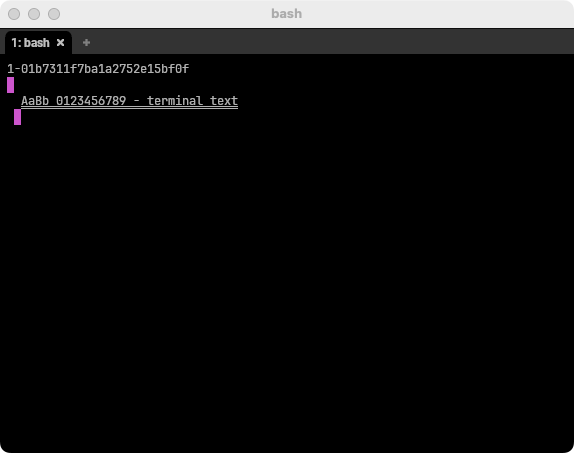 bash
1: bash × +
1-01b7311f7ba1a2752e15bf0f
AaBb 0123456789 - terminal text